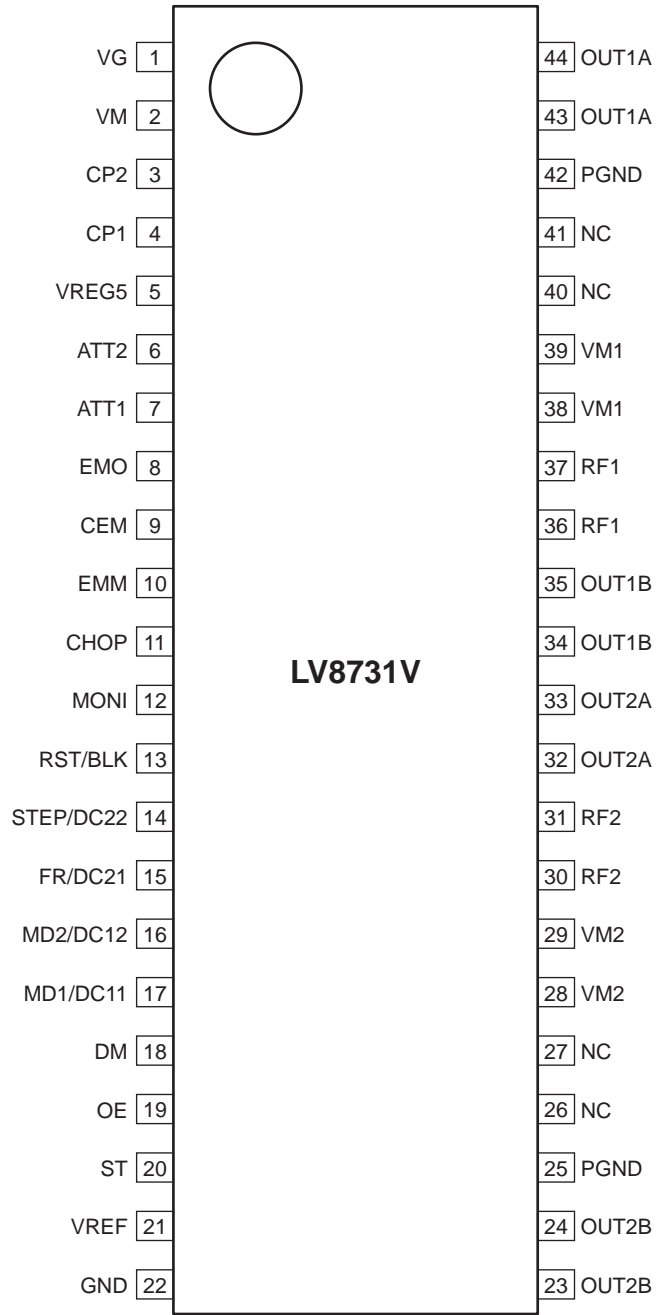 VG 1 44 OUT1A
VM 2 43 OUT1A
CP2 3 42 PGND
CP1 4 41 NC
VREG5 5 40 NC
ATT2 6 39 VM1
ATT1 7 38 VM1
EMO 8 37 RF1
CEM 9 36 RF1
EMM 10 35 OUT1B
CHOP 11 34 OUT1B
LV8731V
MONI 12 33 OUT2A
RST/BLK 13 32 OUT2A
STEP/DC22 14 31 RF2
FR/DC21 15 30 RF2
MD2/DC12 16 29 VM2
MD1/DC11 17 28 VM2
DM 18 27 NC
OE 19 26 NC
ST 20 25 PGND
VREF 21 24 OUT2B
GND 22 23 OUT2B